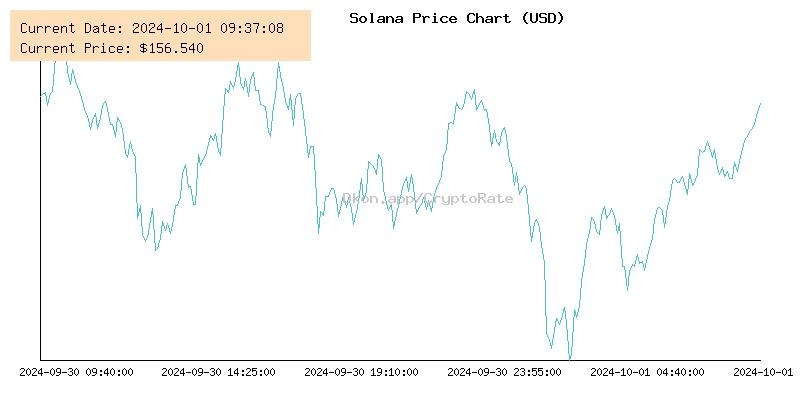 Solana Price Chart (USD)
Current Date: 2024-10-01 09:37:08
Current Price: $156.540
Dkon.app/CryptoRate
2024-09-30 09:40:00
2024-09-30 14:25:00
2024-09-30 19:10:00
2024-09-30 23:55:00
2024-10-01 04:40:00
2024-10-01